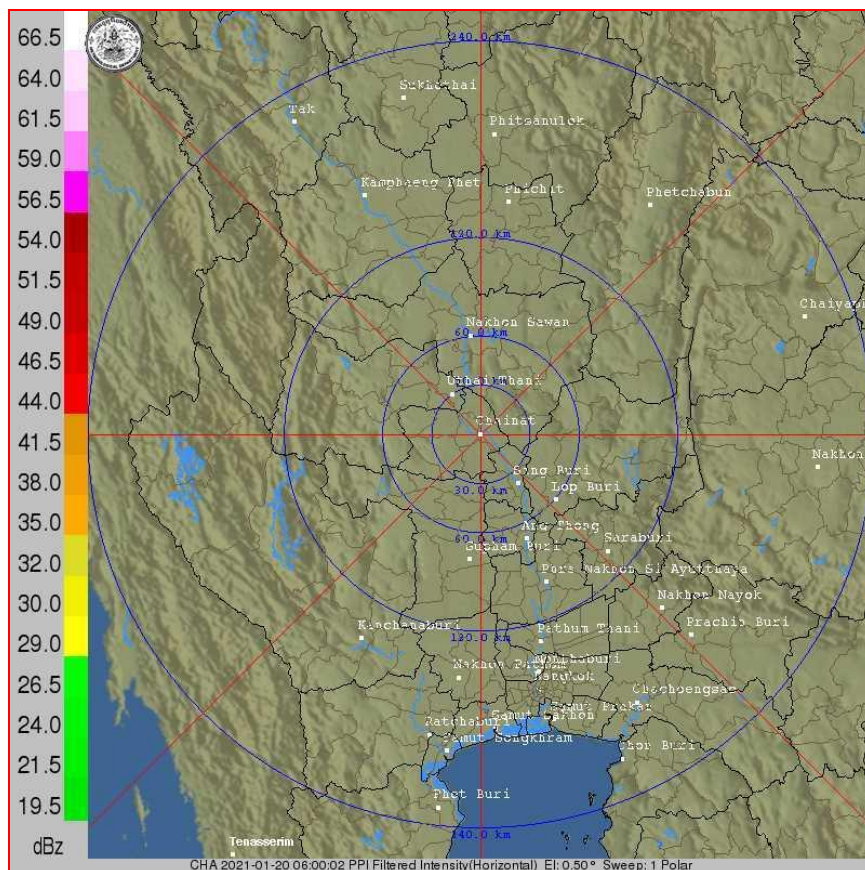 66.5
64.0
61.5
59.0
56.5
54.0
51.5
49.0
46.5
44.0
41.5
38.0
35.0
32.0
30.0
29.0
26.5
24.0
21.5
19.5
dBz
240.0 km
Sukhothai
Tak
Phitsanulok
Kamphaeng Phet
Phichit
Phetchabun
120.0 km
Chaiyaph
Nakhon Sawan
60.0 km
Uthai Thani
Chainat
Nakhon
Sing Buri
30.0 km
Lop Buri
Ang Thong
60.0 km
Suphan Buri
Saraburi
Pora Nakhon Si Ayutthaya
Nakhon Nayok
Kanchanaburi
120.0 km
Pathum Thani
Prachin Buri
Nonthaburi
Nakhon Pathom
Bangkok
Chachoengsao
Samut Prakan
Samut Sakhon
Ratchaburi
Samut Songkhram
Chon Buri
Phet Buri
240.0 km
Tenasserim
CHA 2021-01-20 06:00:02 PPI Filtered Intensity(Horizontal) El: 0.50° Sweep: 1 Polar